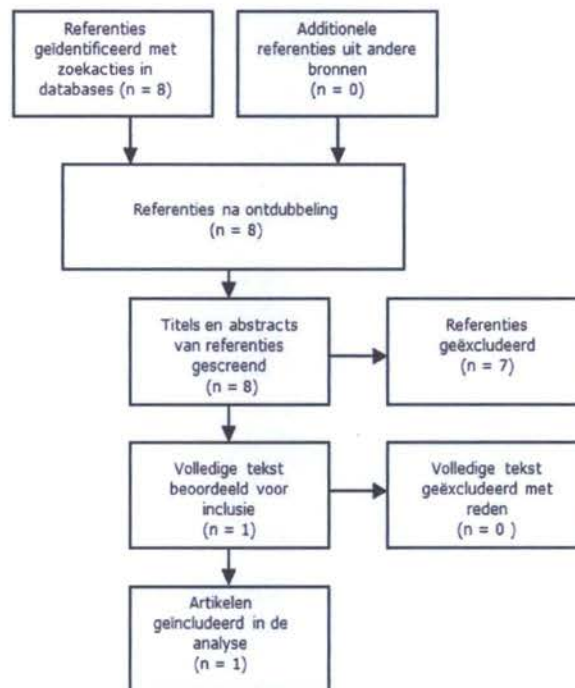 Referenties
geïdentificeerd met
zoekacties in
databases (n = 8)
Additionele
referenties uit andere
bronnen
(n = 0)
Referenties na ontdubbeling
(n = 8)
Titels en abstracts
van referenties
gescreend
(n = 8)
Referenties
geëxcludeerd
(n = 7)
Volledige tekst
beoordeeld voor
inclusie
(n = 1)
Volledige tekst
geëxcludeerd met
reden
(n = 0 )
Artikelen
geïncludeerd in de
analyse
(n = 1)